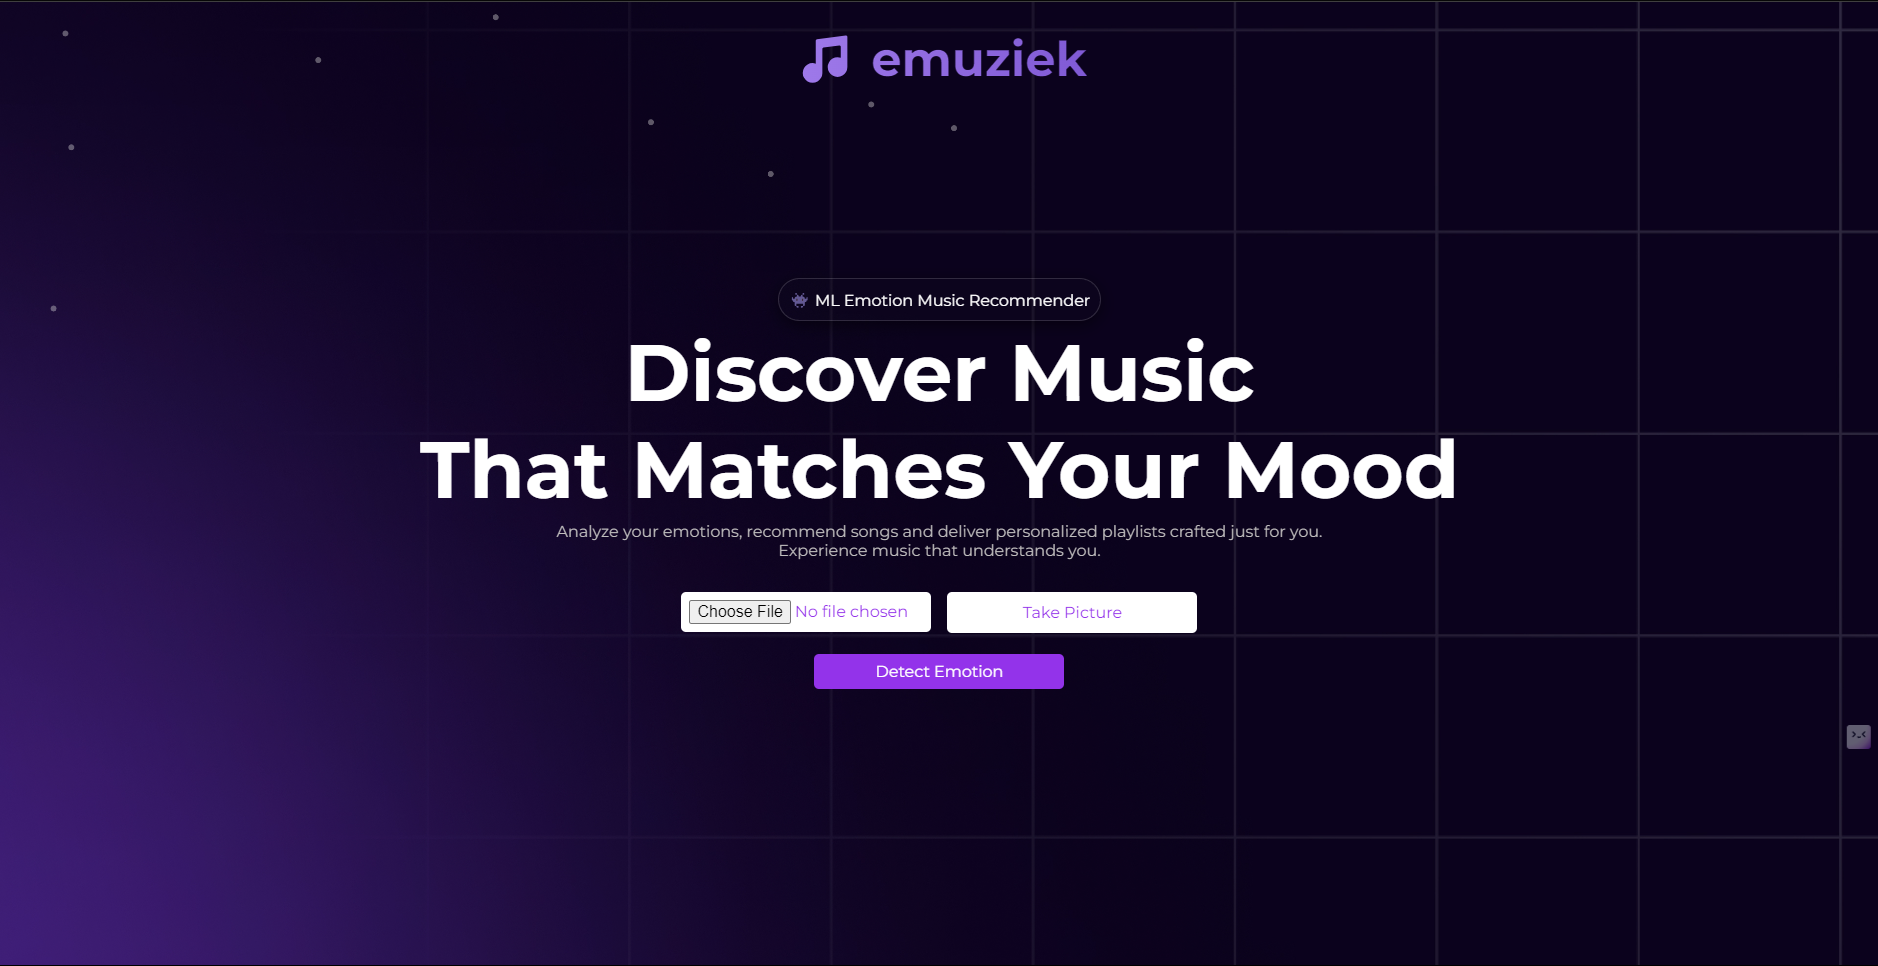 emuziek
ML Emotion Music Recommender
Discover Music
That Matches Your Mood
Analyze your emotions, recommend songs and deliver personalized playlists crafted just for you.
Experience music that understands you.
Choose File No file chosen
Take Picture
Detect Emotion